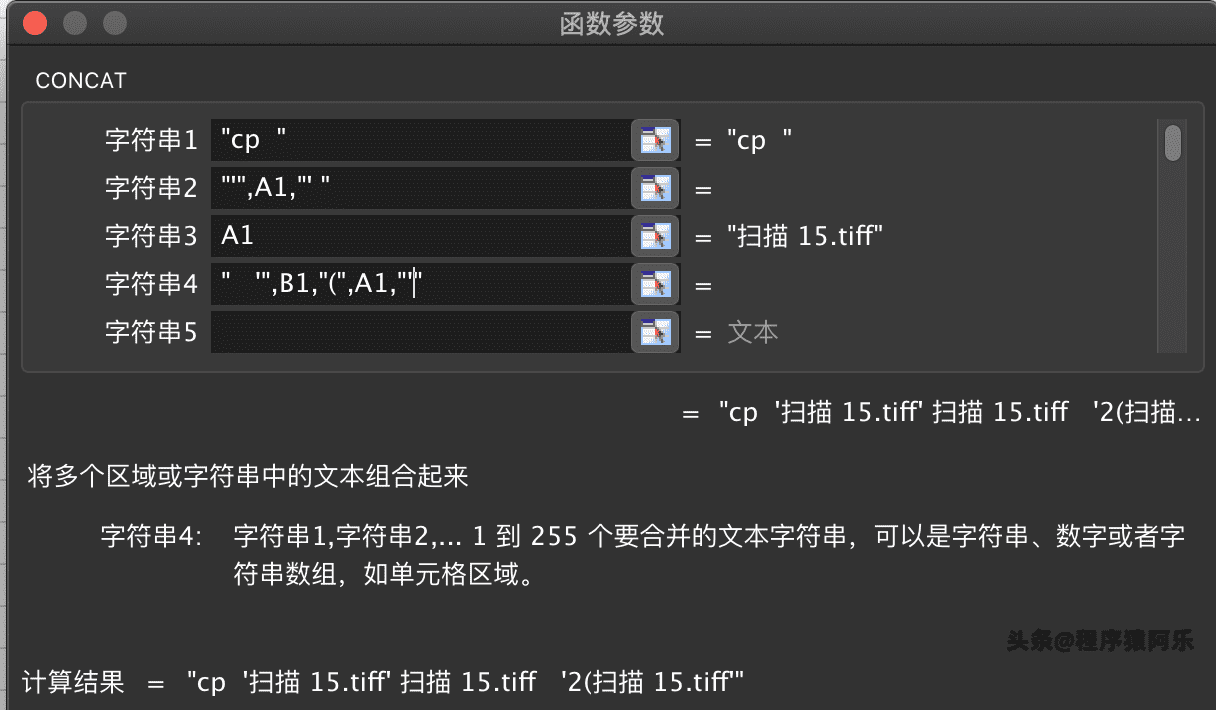 函数参数
CONCAT
字符串1 "cp  " = "cp  "
字符串2 "'",A1,"' " =
字符串3 A1 = "扫描 15.tiff"
字符串4 "   '",B1,"(",A1,"'" =
字符串5 = 文本
= "cp  '扫描 15.tiff' 扫描 15.tiff   '2(扫描...
将多个区域或字符串中的文本组合起来
字符串4: 字符串1,字符串2,... 1 到 255 个要合并的文本字符串，可以是字符串、数字或者字
符串数组，如单元格区域。
头条@程序猿阿乐
计算结果 = "cp  '扫描 15.tiff' 扫描 15.tiff   '2(扫描 15.tiff'"